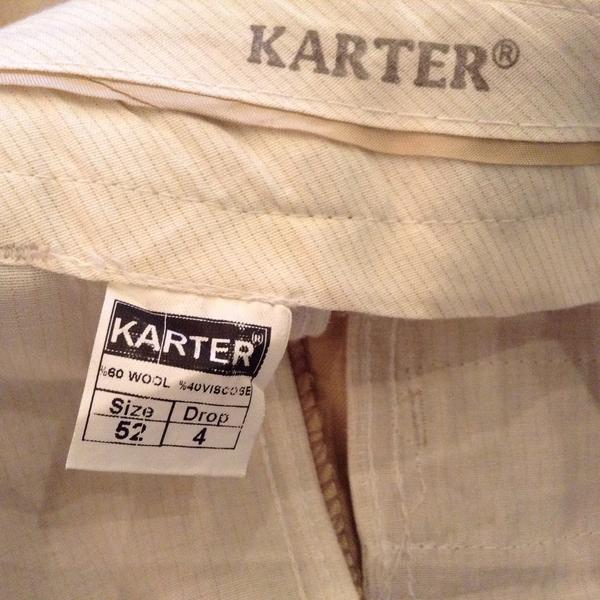 KARTER®
KARTER®
%60 WOOL %40VISCOSE
Size Drop
52 4